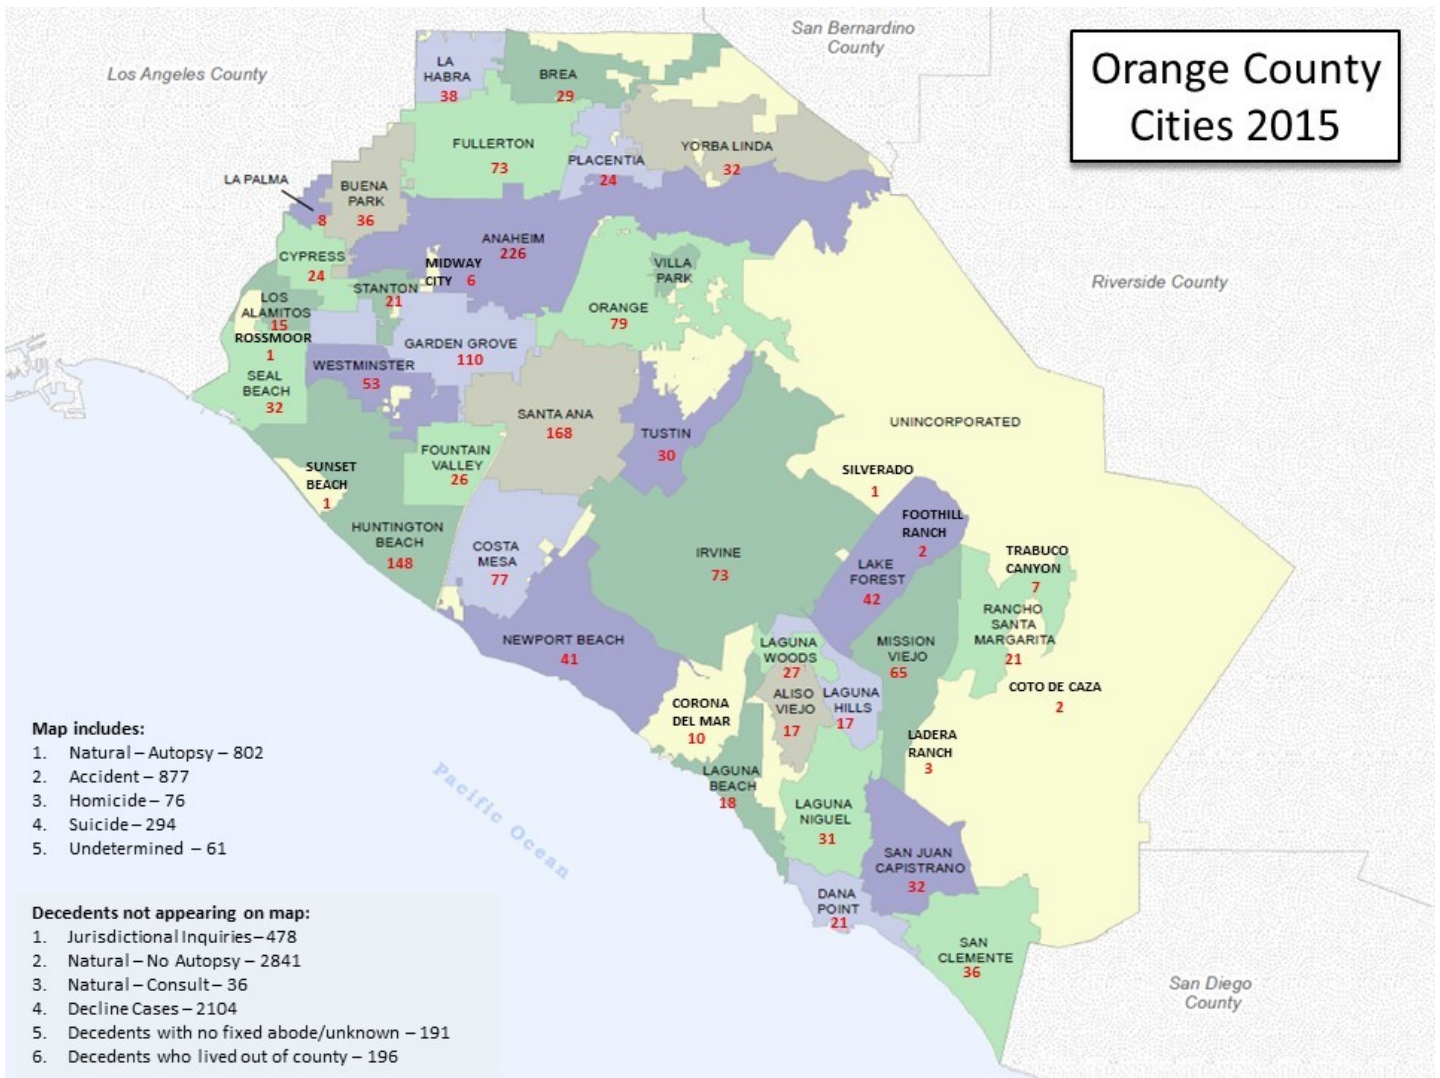 San Bernardino
County
Los Angeles County
Orange County
Cities 2015
LA
HABRA
38
BREA
29
FULLERTON
73
PLACENTIA
24
YORBA LINDA
32
LA PALMA
8
BUENA
PARK
36
ANAHEIM
226
CYPRESS
24
MIDWAY
CITY 6
VILLA
PARK
STANTON
21
Riverside County
LOS
ALAMITOS
15
ORANGE
79
ROSSMOOR
1
GARDEN GROVE
110
WESTMINSTER
53
SEAL
BEACH
32
SANTA ANA
168
TUSTIN
30
UNINCORPORATED
FOUNTAIN
VALLEY
26
SUNSET
BEACH
1
SILVERADO
1
HUNTINGTON
BEACH
148
FOOTHILL
RANCH
2
COSTA
MESA
77
IRVINE
73
TRABUCO
CANYON
7
LAKE
FOREST
42
RANCHO
SANTA
MARGARITA
21
NEWPORT BEACH
41
LAGUNA
WOODS
27
MISSION
VIEJO
65
COTO DE CAZA
2
CORONA
DEL MAR
10
ALISO
VIEJO
17
LAGUNA
HILLS
17
LADERA
RANCH
3
LAGUNA
BEACH
18
LAGUNA
NIGUEL
31
SAN JUAN
CAPISTRANO
32
DANA
POINT
21
SAN
CLEMENTE
36
San Diego
County
Pacific Ocean
Map includes:
1. Natural – Autopsy – 802
2. Accident – 877
3. Homicide – 76
4. Suicide – 294
5. Undetermined – 61
Decedents not appearing on map:
1. Jurisdictional Inquiries – 478
2. Natural – No Autopsy – 2841
3. Natural – Consult – 36
4. Decline Cases – 2104
5. Decedents with no fixed abode/unknown – 191
6. Decedents who lived out of county – 196